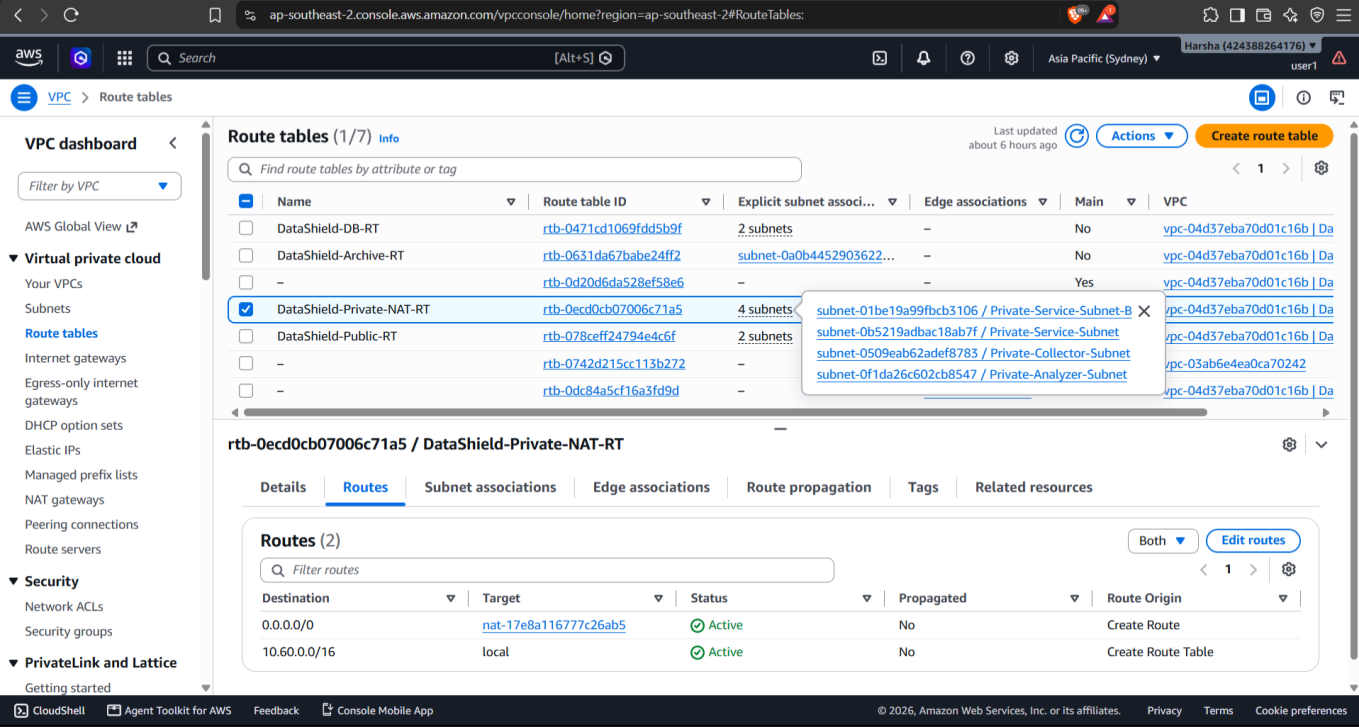 ap-southeast-2.console.aws.amazon.com/vpcconsole/home?region=ap-southeast-2#RouteTables:
99+
1
aws
Search
[Alt+S]
Asia Pacific (Sydney) ▼
Harsha (424388264176) ▼
user1
VPC > Route tables
VPC dashboard
Filter by VPC
AWS Global View
Virtual private cloud
Your VPCs
Subnets
Route tables
Internet gateways
Egress-only internet
gateways
DHCP option sets
Elastic IPs
Managed prefix lists
NAT gateways
Peering connections
Route servers
Security
Network ACLs
Security groups
PrivateLink and Lattice
Getting started
Route tables (1/7) Info
Last updated
about 6 hours ago
Actions ▼
Create route table
Find route tables by attribute or tag
1
Name Route table ID Explicit subnet associ... Edge associations Main VPC
DataShield-DB-RT rtb-0471cd1069fdd5b9f 2 subnets – No vpc-04d37eba70d01c16b | Da
DataShield-Archive-RT rtb-0631da67babe24ff2 subnet-0a0b4452903622... – No vpc-04d37eba70d01c16b | Da
– rtb-0d20d6da528ef58e6 – – Yes vpc-04d37eba70d01c16b | Da
DataShield-Private-NAT-RT rtb-0ecd0cb07006c71a5 4 subnets vpc-04d37eba70d01c16b | Da
DataShield-Public-RT rtb-078ceff24794e4c6f 2 subnets vpc-04d37eba70d01c16b | Da
– rtb-0742d215cc113b272 – vpc-03ab6e4ea0ca70242
– rtb-0dc84a5cf16a3fd9d – vpc-04d37eba70d01c16b | Da
subnet-01be19a99fbcb3106 / Private-Service-Subnet-B
subnet-0b5219adbac18ab7f / Private-Service-Subnet
subnet-0509eab62adef8783 / Private-Collector-Subnet
subnet-0f1da26c602cb8547 / Private-Analyzer-Subnet
rtb-0ecd0cb07006c71a5 / DataShield-Private-NAT-RT
Details Routes Subnet associations Edge associations Route propagation Tags Related resources
Routes (2)
Both ▼
Edit routes
Filter routes
1
Destination Target Status Propagated Route Origin
0.0.0.0/0 nat-17e8a116777c26ab5 Active No Create Route
10.60.0.0/16 local Active No Create Route Table
CloudShell Agent Toolkit for AWS Feedback Console Mobile App © 2026, Amazon Web Services, Inc. or its affiliates. Privacy Terms Cookie preferences